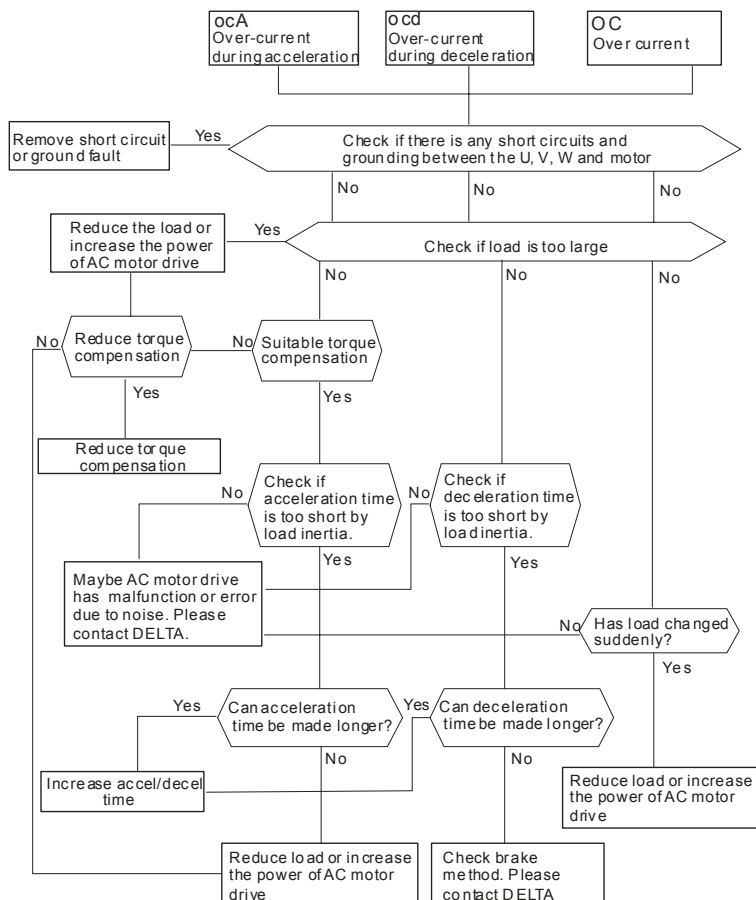 ocA
Over-current
during acceleration
ocd
Over-current
during deceleration
OC
Over current
Remove short circuit
or ground fault
Yes
Check if there is any short circuits and
grounding between the U, V, W and motor
No
No
No
Reduce the load or
increase the power
of AC motor drive
Yes
Check if load is too large
No
No
No
No
Reduce torque
compensation
No
Suitable torque
compensation
Yes
Yes
Reduce torque
compensation
No
Check if
acceleration time
is too short by
load inertia.
No
Check if
deceleration time
is too short by
load inertia.
Yes
Yes
Maybe AC motor drive
has malfunction or error
due to noise. Please
contact DELTA.
No
Has load changed
suddenly?
Yes
Yes
Can acceleration
time be made longer?
Yes
Can deceleration
time be made longer?
No
No
Increase accel/decel
time
Reduce load or increase
the power of AC motor
drive
Reduce load or increase
the power of AC motor
drive
Check brake
method. Please
contact DELTA